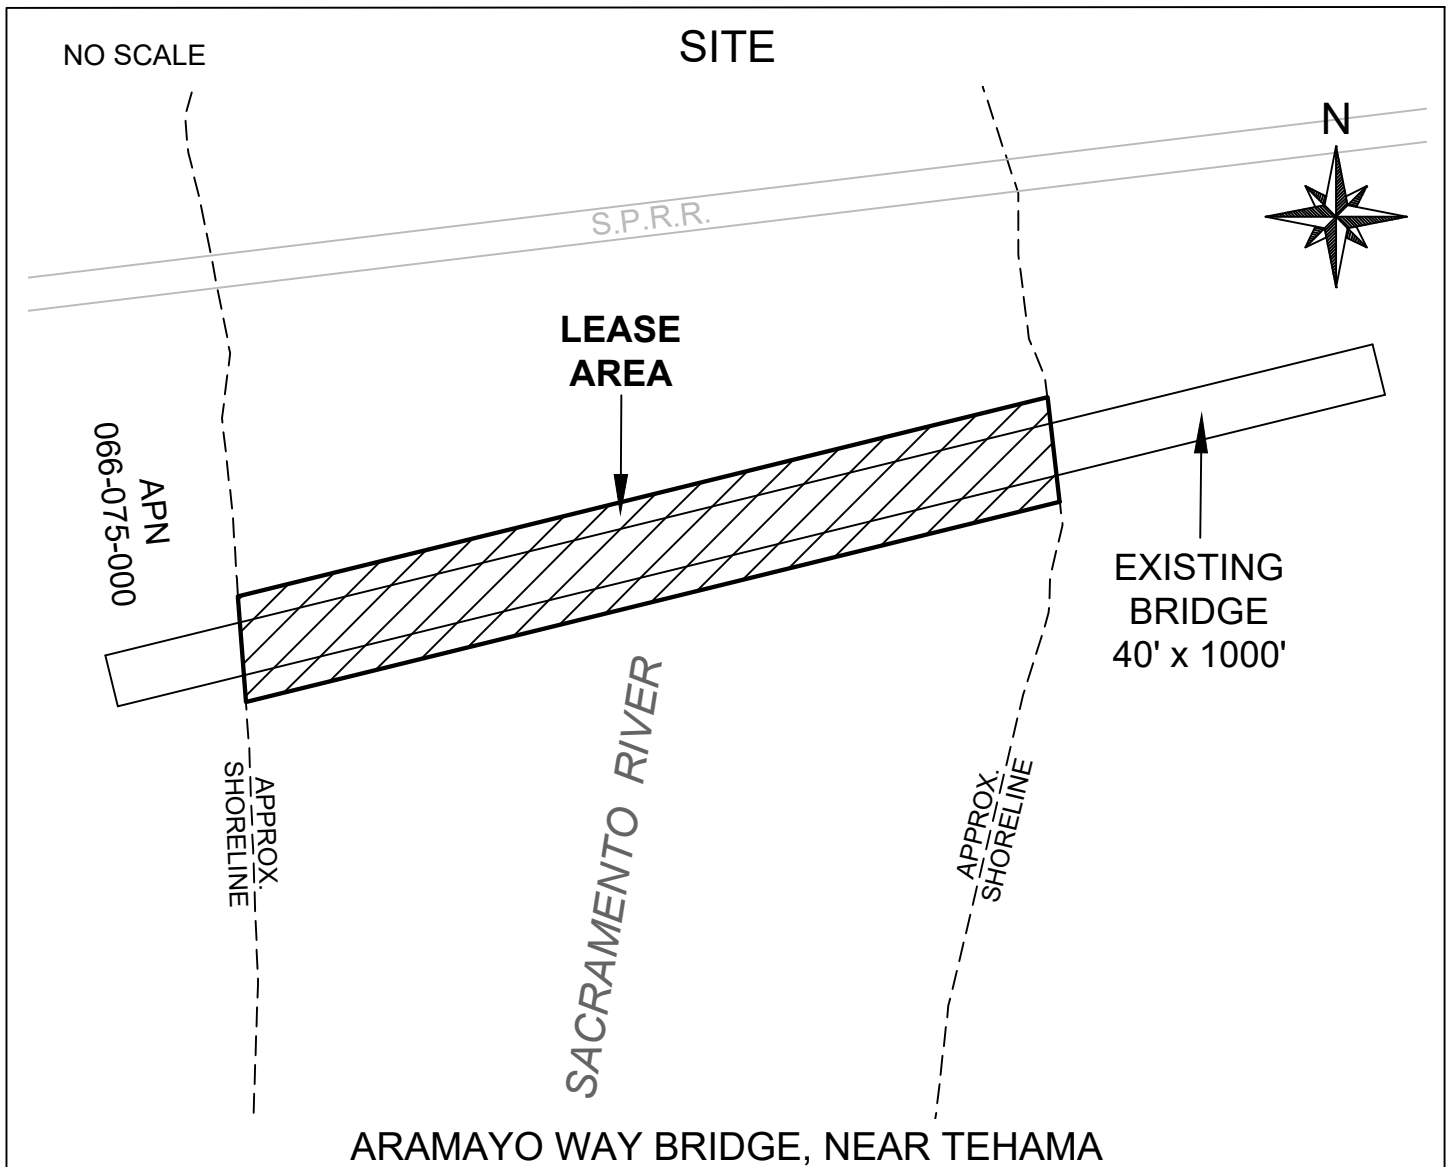 NO SCALE
SITE
N
S.P.R.R.
LEASE
AREA
APN
066-075-000
EXISTING
BRIDGE
40' x 1000'
SACRAMENTO RIVER
APPROX.
SHORELINE
APPROX.
SHORELINE
ARAMAYO WAY BRIDGE, NEAR TEHAMA